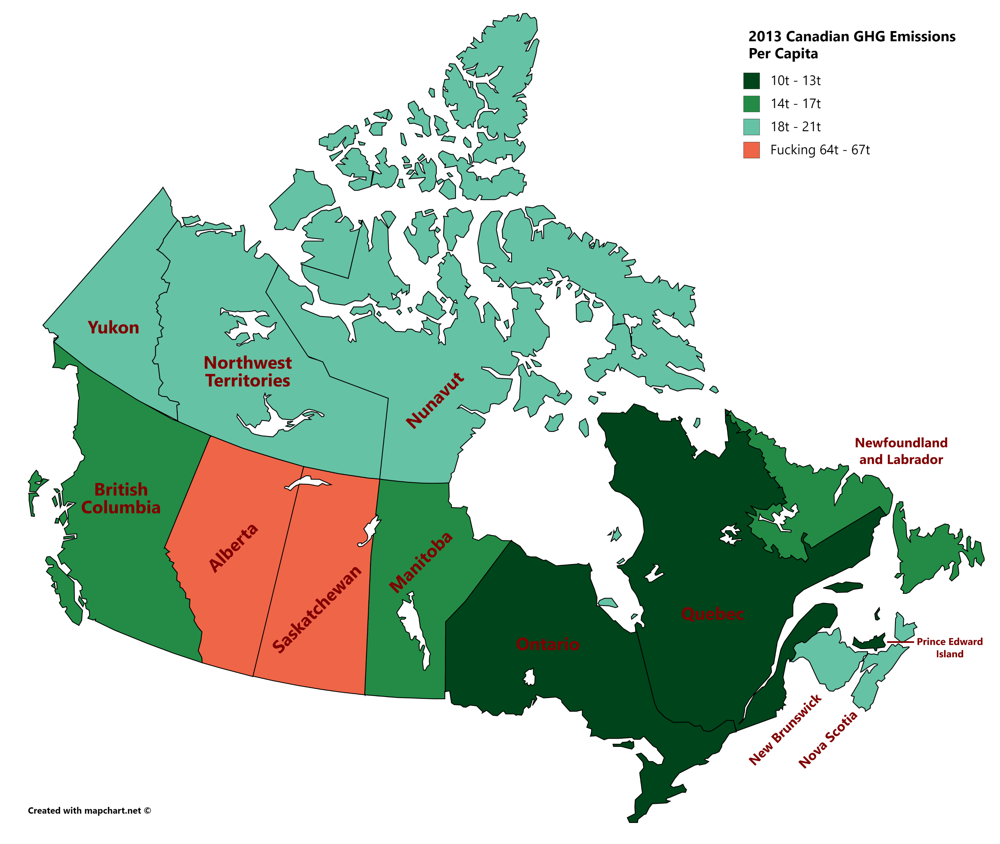 2013 Canadian GHG Emissions
Per Capita
10t - 13t
14t - 17t
18t - 21t
Fucking 64t - 67t
Yukon
Northwest
Territories
Nunavut
British
Columbia
Alberta
Saskatchewan
Manitoba
Ontario
Quebec
Newfoundland
and Labrador
Prince Edward
Island
New Brunswick
Nova Scotia
Created with mapchart.net ©